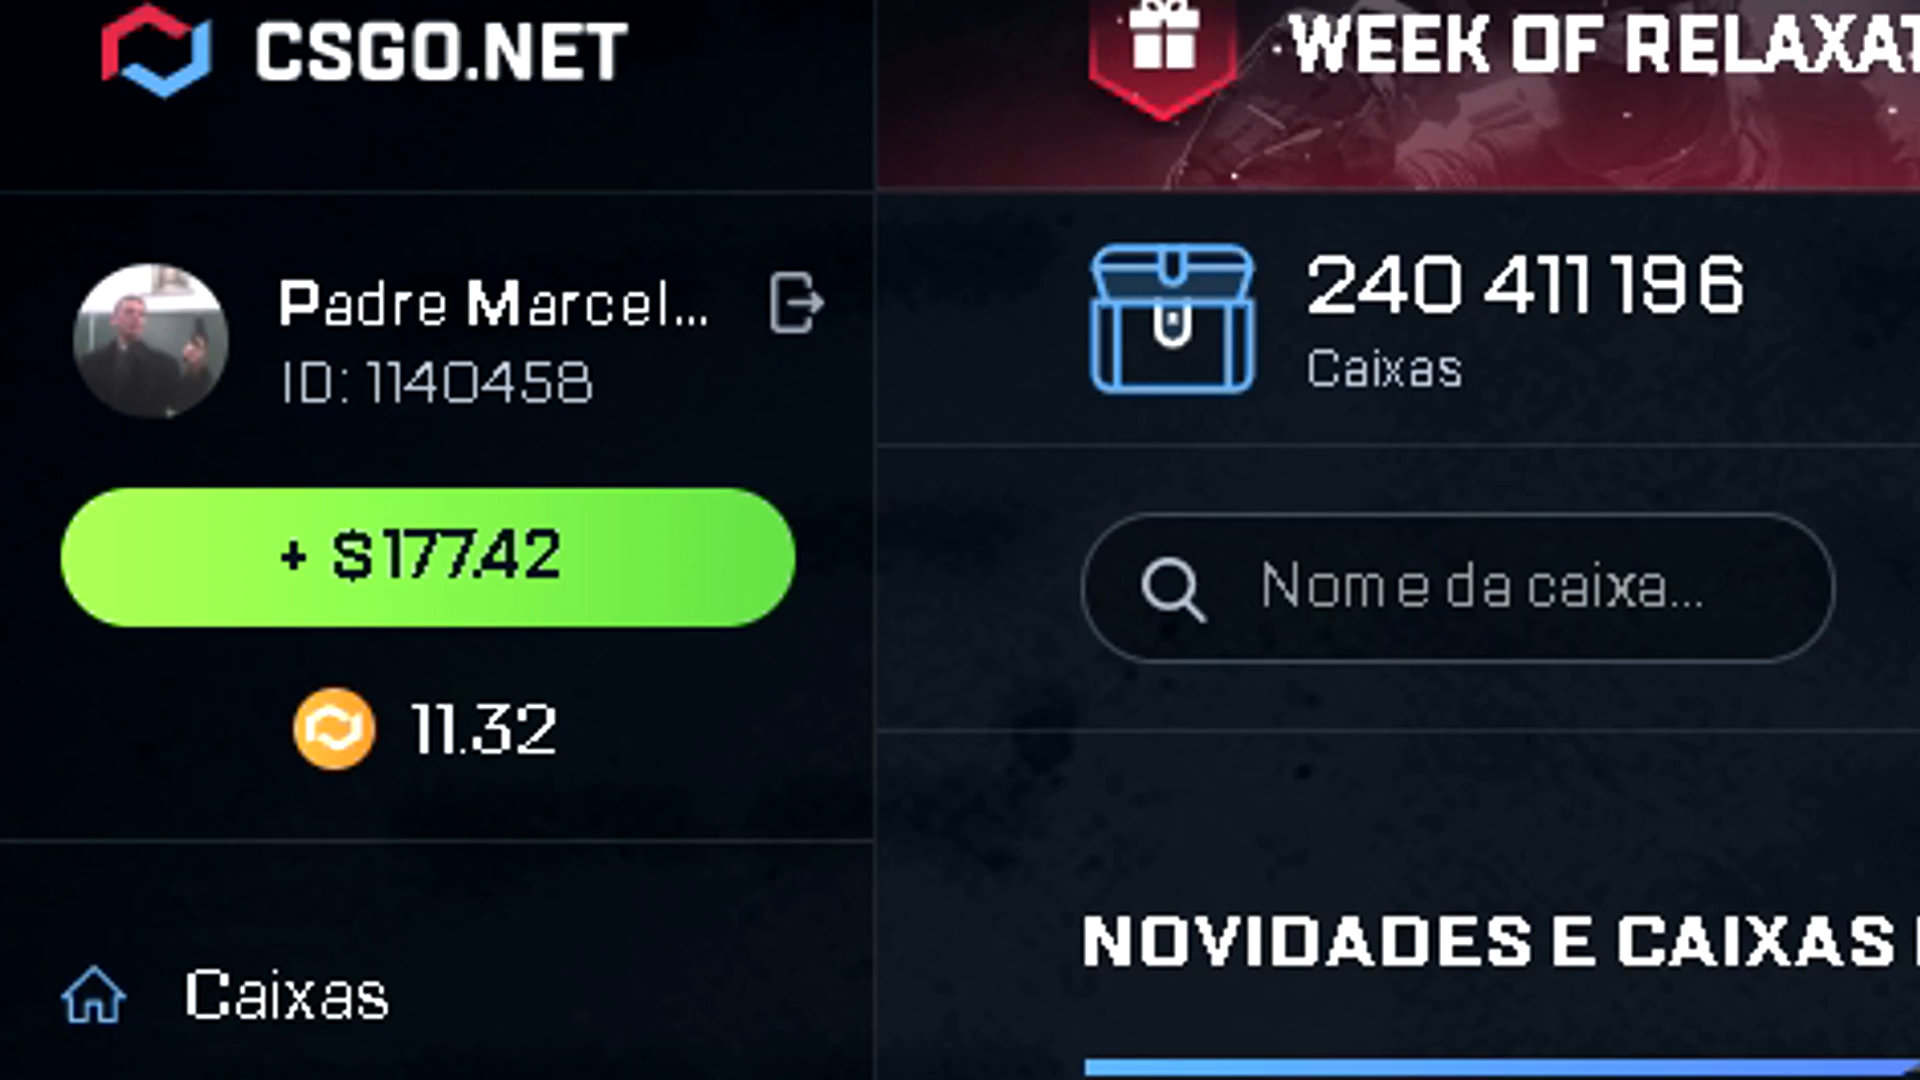 CSGO.NET
WEEK OF
Padre Marcel...
ID: 1140458
+ $177.42
11.32
Caixas
240 411 196
Caixas
Nome da caixa...
NOVIDADES E CAIXAS